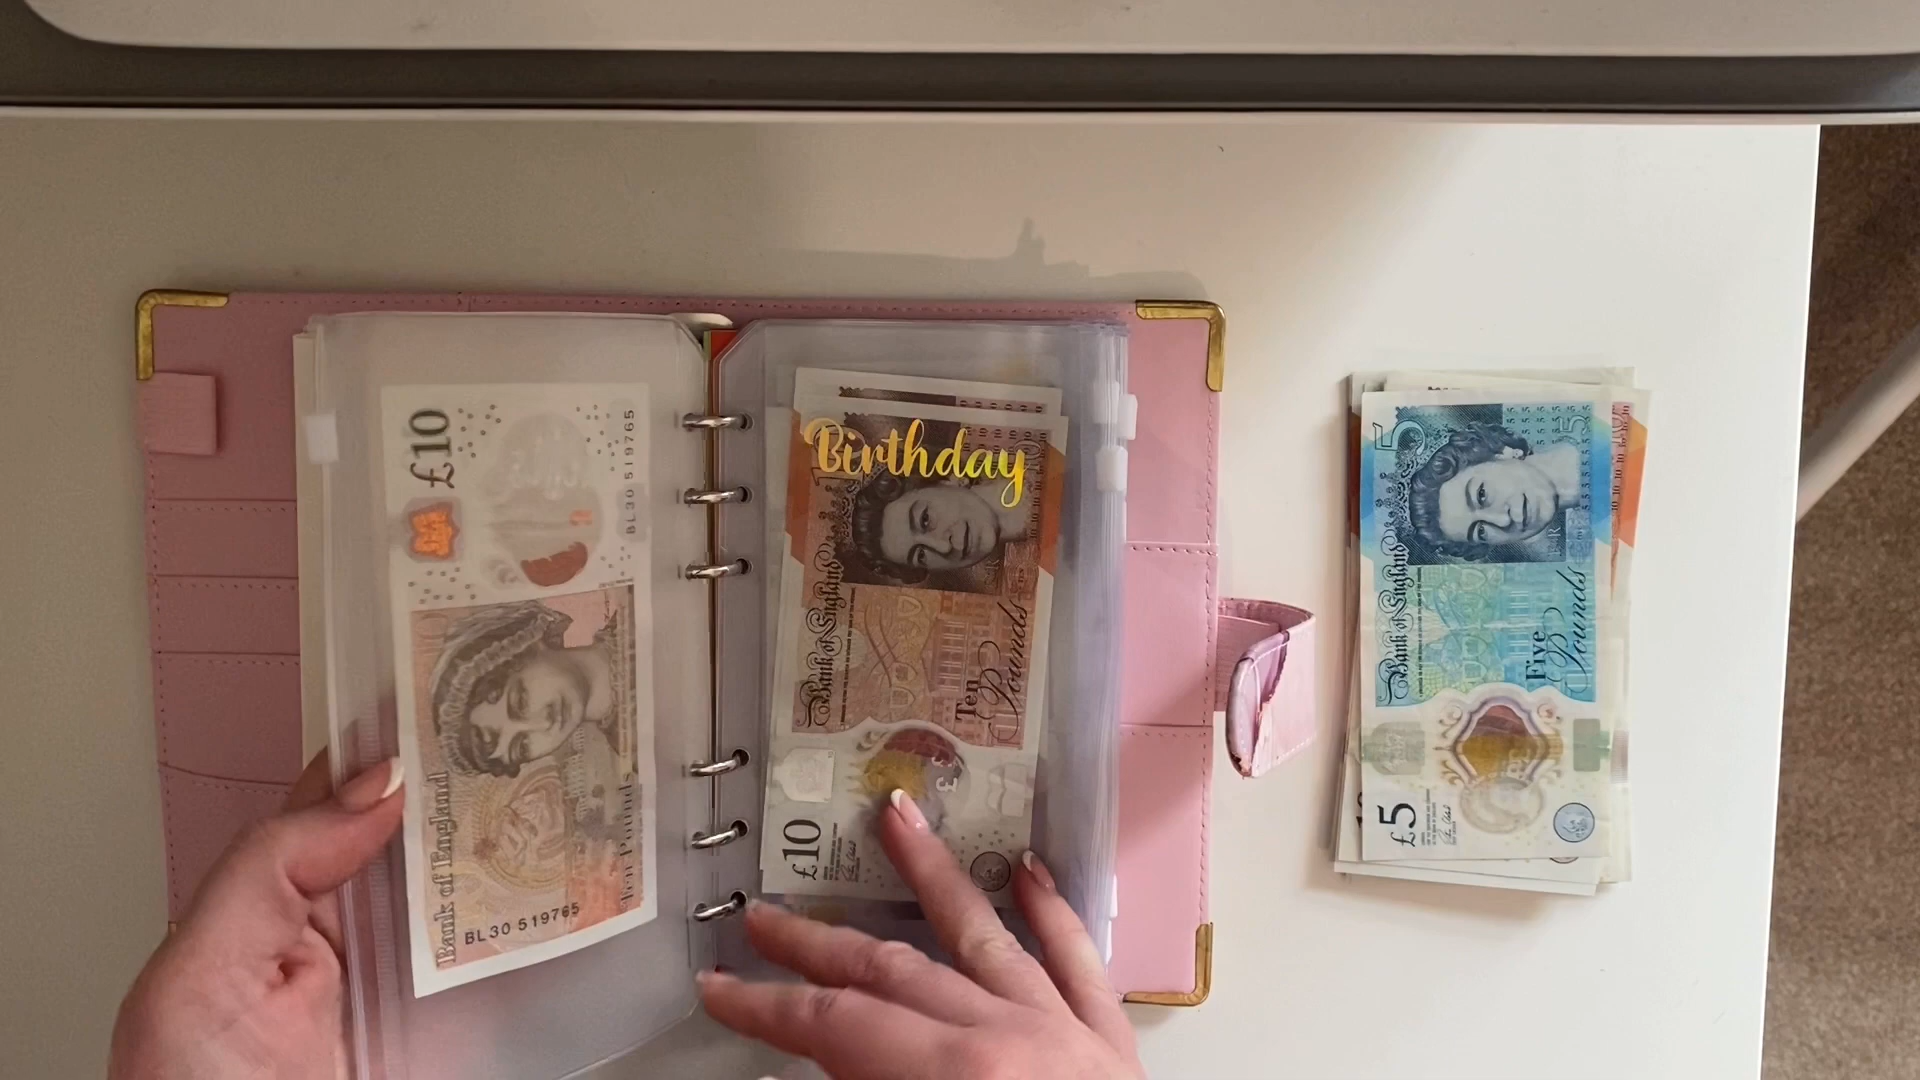 £10
BL30 519765
Bank of England
Ten Pounds
BL30 519765
Birthday
Bank of England
Ten
Pounds
£10
5
Bank of England
Five
Pounds
£5